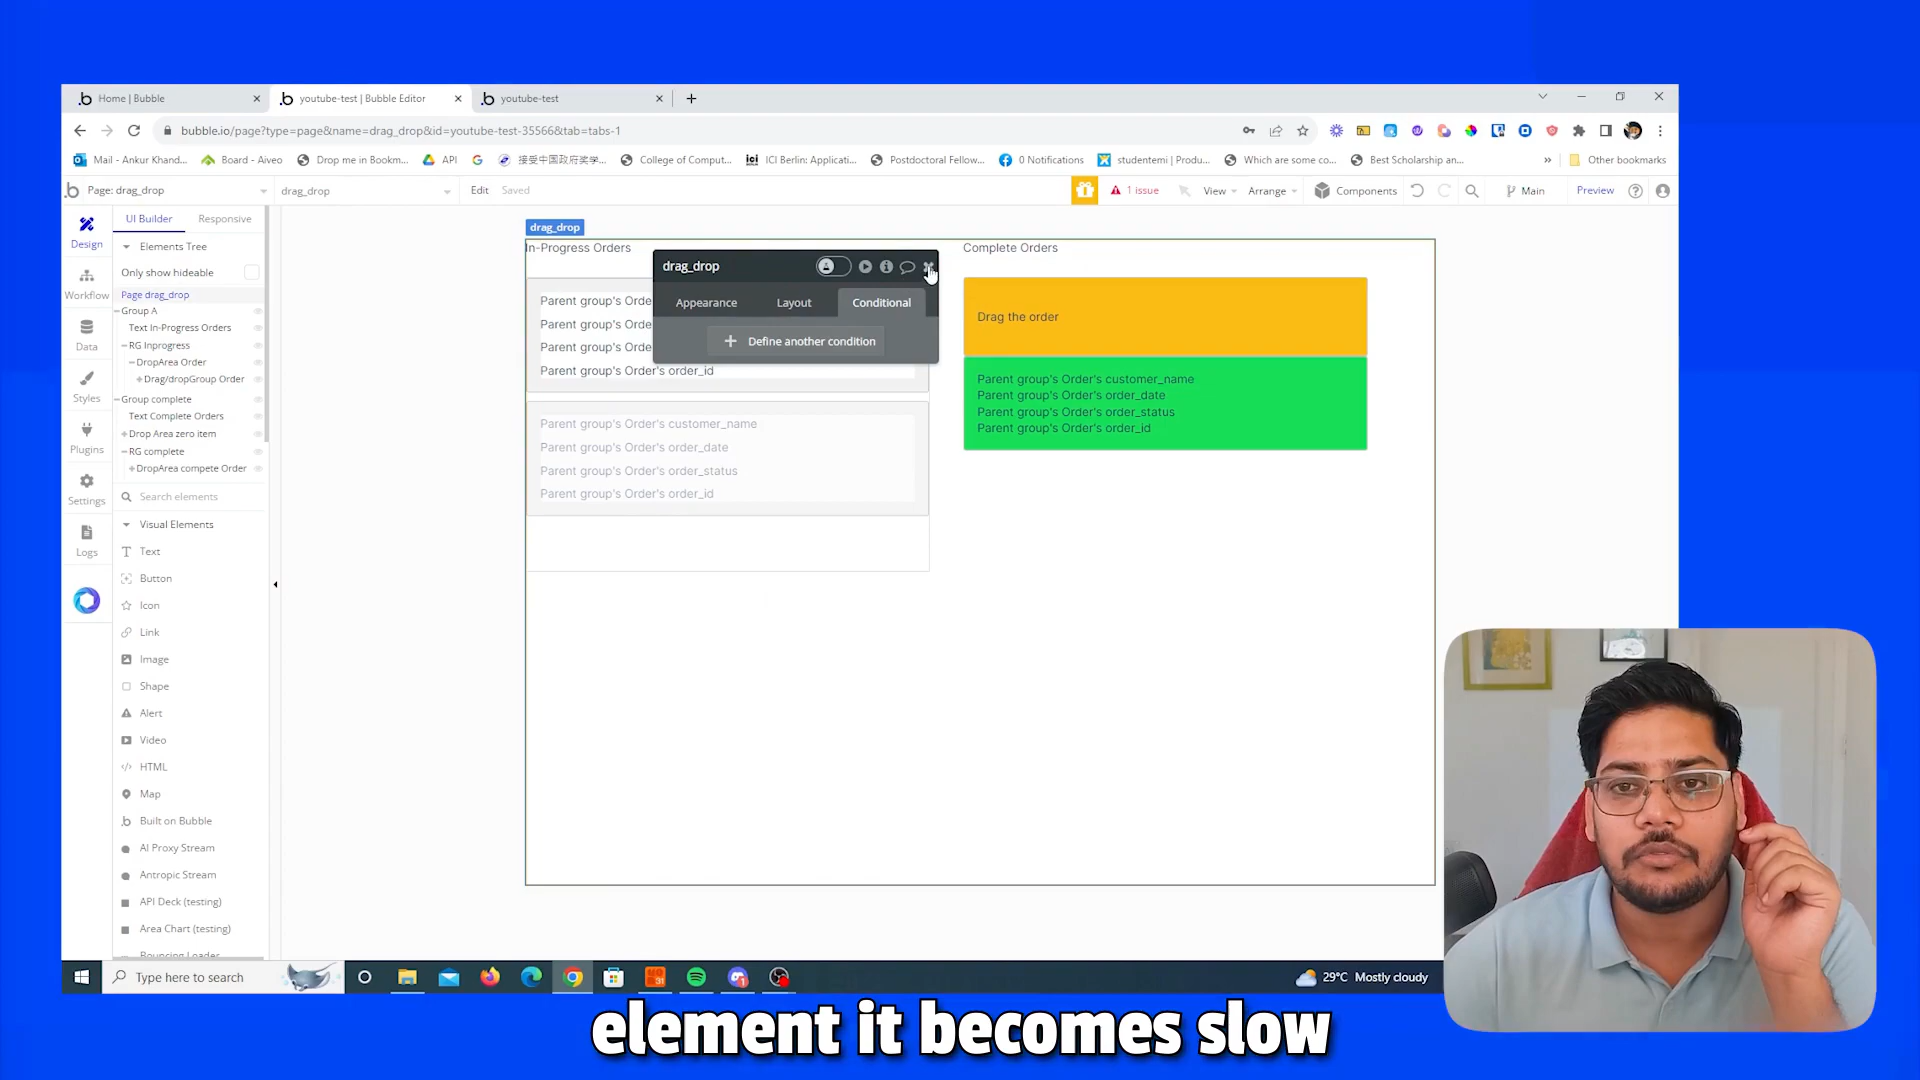 Home | Bubble
youtube-test | Bubble Editor
youtube-test
bubble.io/page?type=page&name=drag_drop&id=youtube-test-35566&tab=tabs-1
Mail - Ankur Khand...
Board - Aiveo
Drop me in Bookm...
API
接受中国政府奖学...
College of Comput...
ICI Berlin: Applicati...
Postdoctoral Fellow...
0 Notifications
studentemi | Produ...
Which are some co...
Best Scholarship an...
»
Other bookmarks
Page: drag_drop
drag_drop
Edit
Saved
1 issue
View
Arrange
Components
Main
Preview
Design
Workflow
Data
Styles
Plugins
Settings
Logs
UI Builder
Responsive
Elements Tree
Only show hideable
Page drag_drop
Group A
Text In-Progress Orders
RG Inprogress
DropArea Order
Drag/dropGroup Order
Group complete
Text Complete Orders
Drop Area zero item
RG complete
DropArea compete Order
Search elements
Visual Elements
Text
Button
Icon
Link
Image
Shape
Alert
Video
HTML
Map
Built on Bubble
AI Proxy Stream
Antropic Stream
API Deck (testing)
Area Chart (testing)
drag_drop
In-Progress Orders
Parent group's Orde
Parent group's Orde
Parent group's Orde
Parent group's Order's order_id
Parent group's Order's customer_name
Parent group's Order's order_date
Parent group's Order's order_status
Parent group's Order's order_id
drag_drop
Appearance
Layout
Conditional
Define another condition
Complete Orders
Drag the order
Parent group's Order's customer_name
Parent group's Order's order_date
Parent group's Order's order_status
Parent group's Order's order_id
Type here to search
29°C Mostly cloudy
element it becomes slow